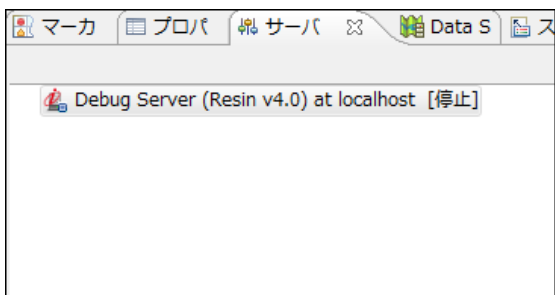 マーカ プロパ サーバ Data S ス
Debug Server (Resin v4.0) at localhost [停止]